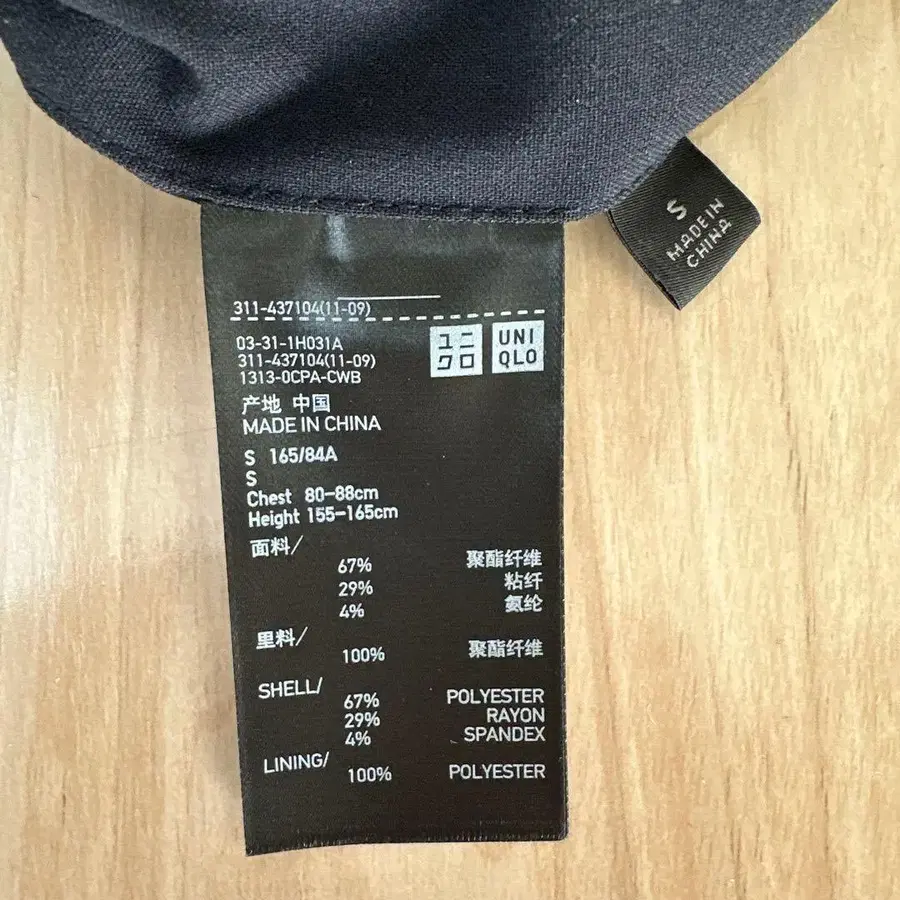 S
MADE IN
CHINA
311-437104(11-09)
03-31-1H031A
311-437104(11-09)
1313-0CPA-CWB
ユニ
クロ
UNI
QLO
产地 中国
MADE IN CHINA
S 165/84A
S
Chest 80-88cm
Height 155-165cm
面料/
67% 聚酯纤维
29% 粘纤
4% 氨纶
里料/
100% 聚酯纤维
SHELL/
67% POLYESTER
29% RAYON
4% SPANDEX
LINING/
100% POLYESTER